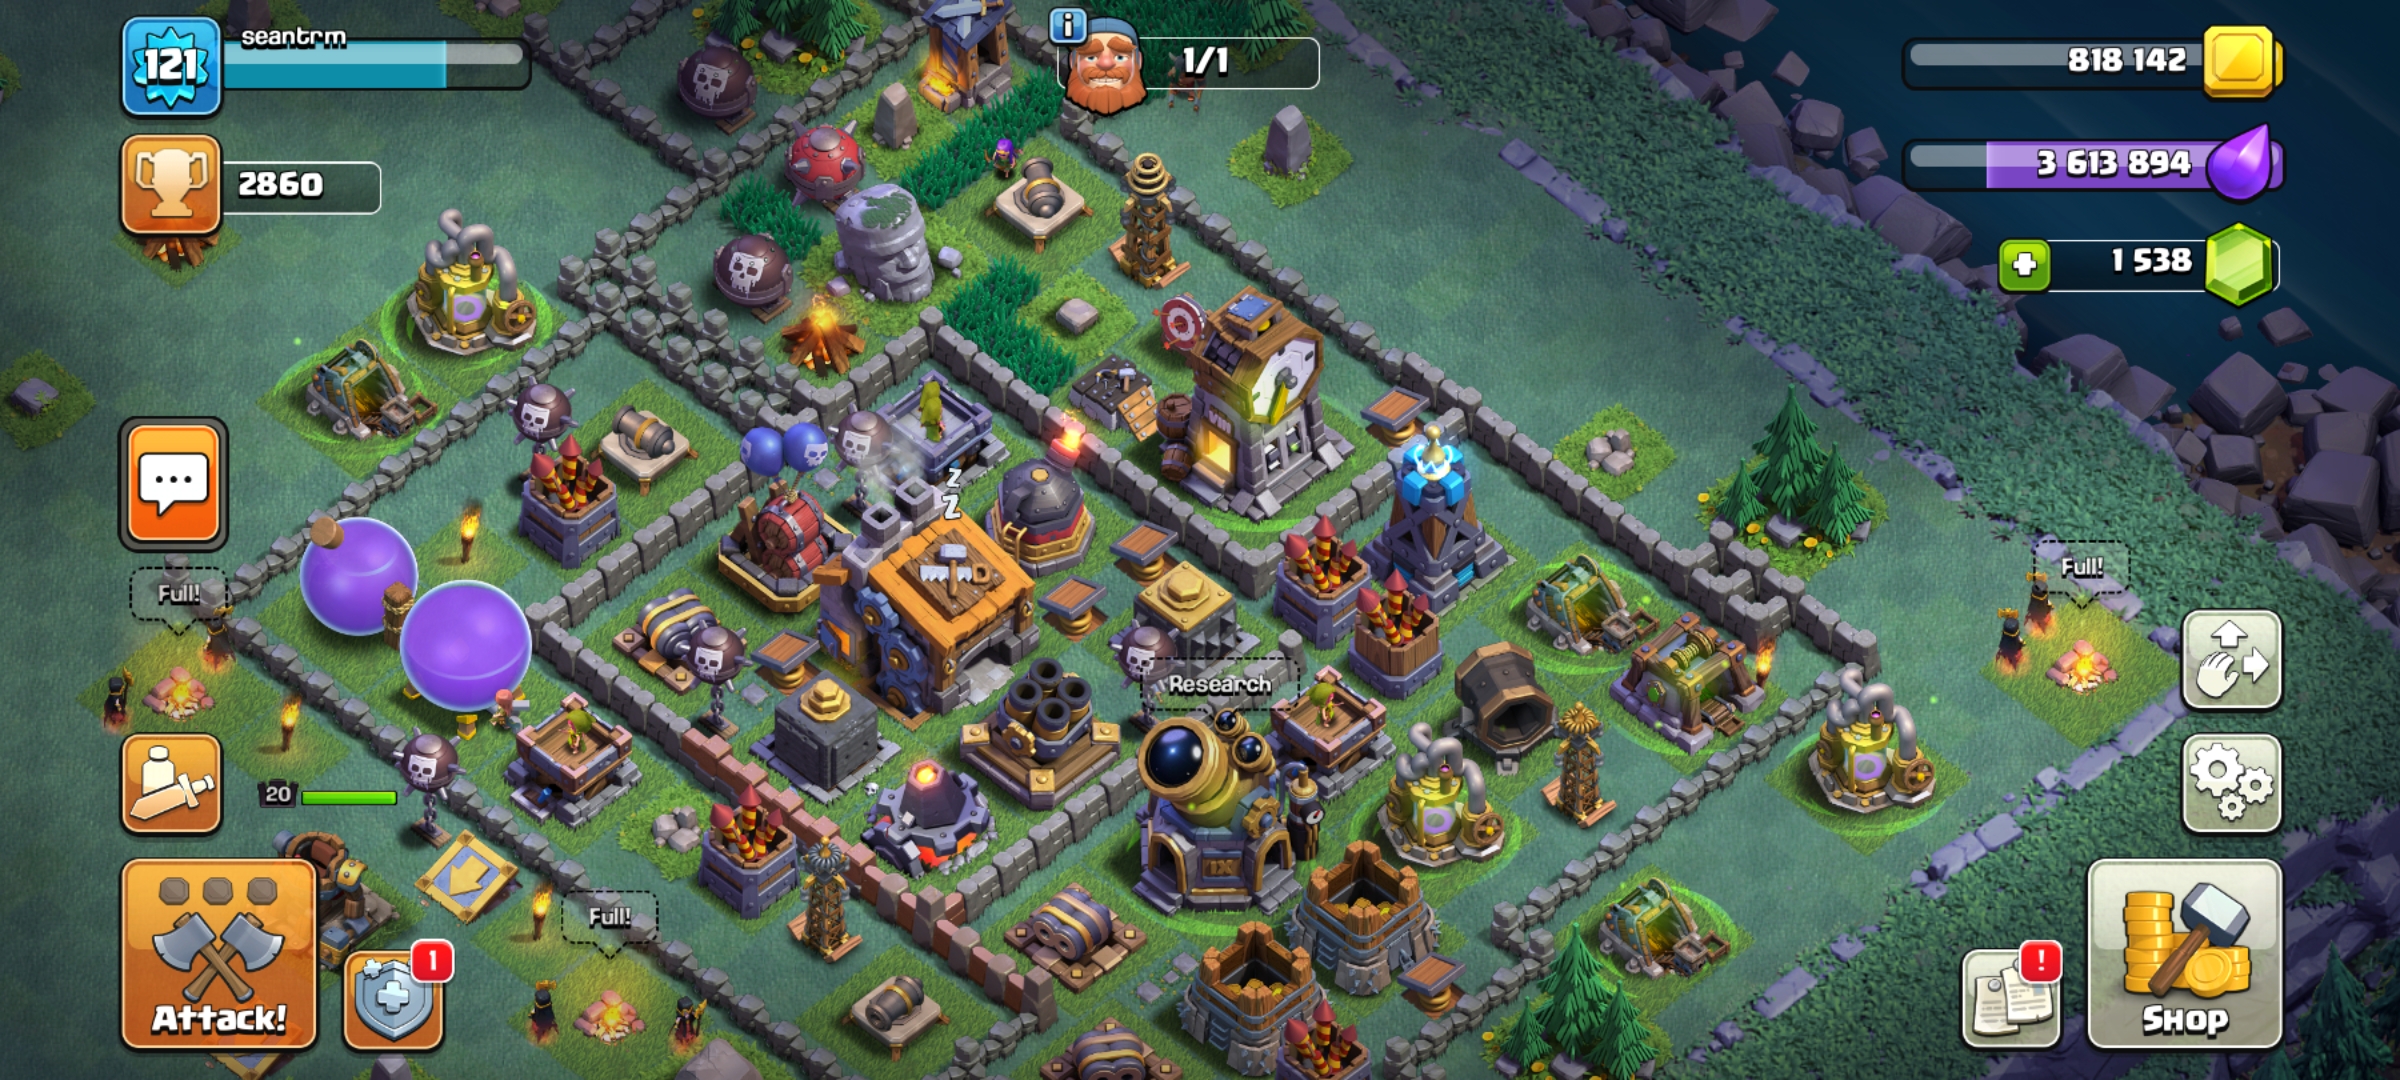 121
seantrm
i
1/1
818 142
2860
3 613 894
1 538
z
z
Full!
Full!
Research
20
Full!
IX
1
!
Attack!
Shop